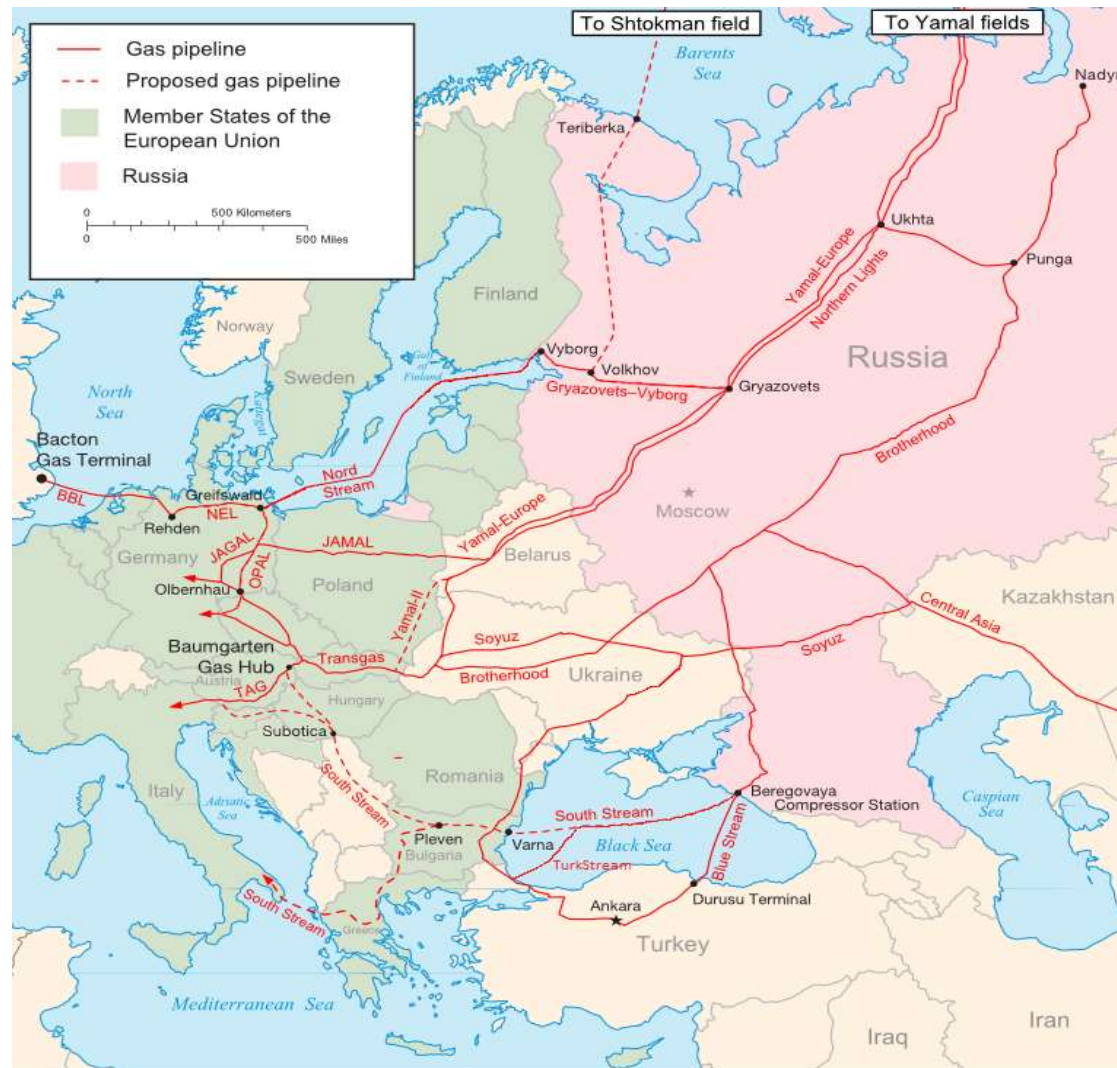 To Shtokman field
To Yamal fields
Gas pipeline
Proposed gas pipeline
Member States of the
European Union
Russia
0 500 Kilometers
0 500 Miles
Barents
Sea
Nadyn
Teriberka
Ukhta
Punga
Yamal-Europe
Northern Lights
Finland
Norway
Sweden
Gulf
of
Finland
Vyborg
Volkhov
Gryazovets–Vyborg
Gryazovets
Russia
North
Sea
Kattegat
Bacton
Gas Terminal
BBL
Greifswald
NEL
Rehden
Nord
Stream
Brotherhood
Moscow
Yamal-Europe
Belarus
Germany
JAGAL
OPAL
JAMAL
Poland
Olbernhau
Yamal-II
Kazakhstan
Central Asia
Soyuz
Soyuz
Baumgarten
Gas Hub
Transgas
Brotherhood
Ukraine
Austria
TAG
Hungary
Subotica
Romania
Italy
Adriatic
Sea
South Stream
Pleven
Bulgaria
Varna
South Stream
Beregovaya
Compressor Station
Caspian
Sea
Black Sea
TurkStream
Blue Stream
Durusu Terminal
Ankara
Turkey
South Stream
Greece
Mediterranean Sea
Iraq
Iran